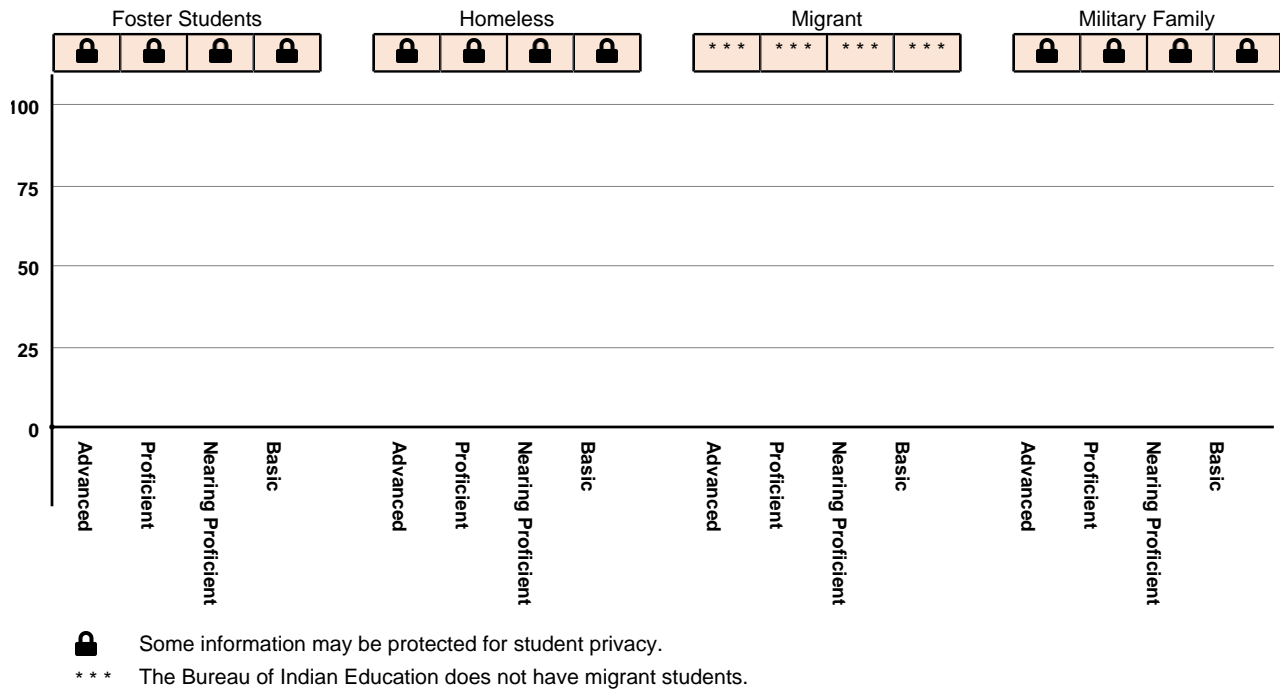 Foster Students Homeless Migrant Military Family
* * * * * * * * * * * *
100
75
50
25
0
Advanced Proficient Nearing Proficient Basic Advanced Proficient Nearing Proficient Basic Advanced Proficient Nearing Proficient Basic Advanced Proficient Nearing Proficient Basic
Some information may be protected for student privacy.
* * * The Bureau of Indian Education does not have migrant students.